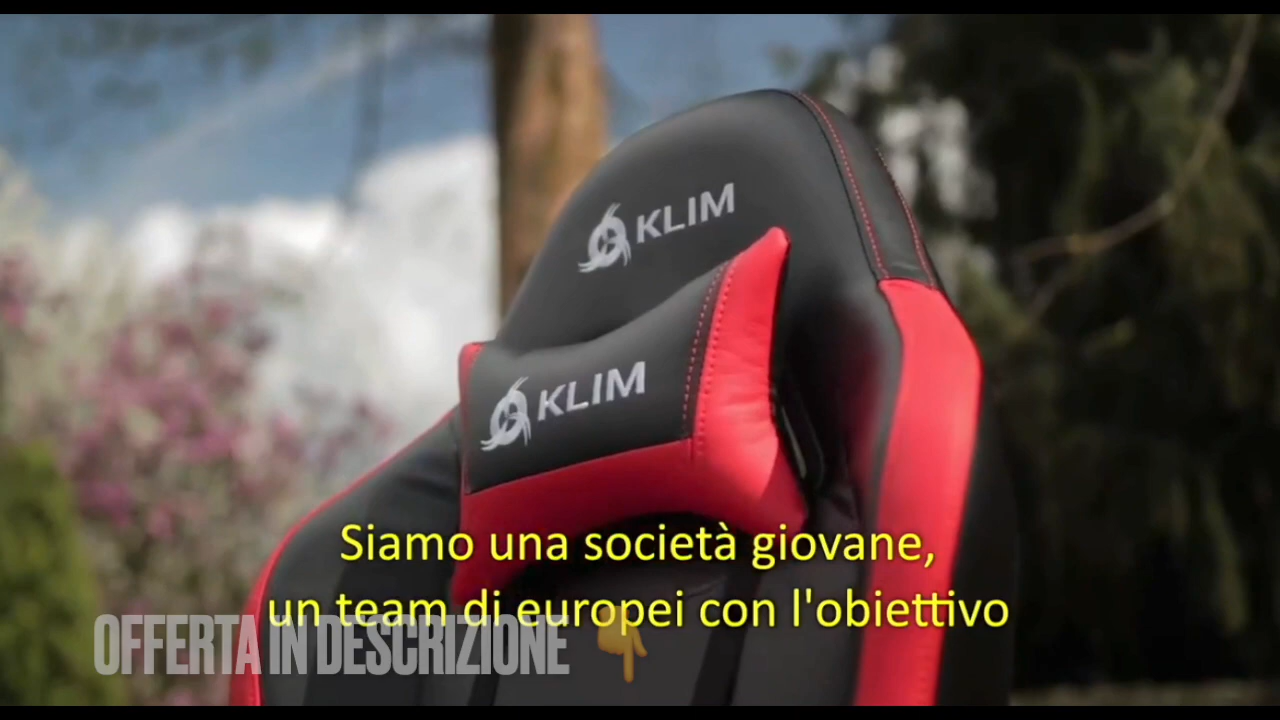 KLIM
KLIM
Siamo una società giovane,
un team di europei con l'obiettivo
OFFERTA IN DESCRIZIONE 👇